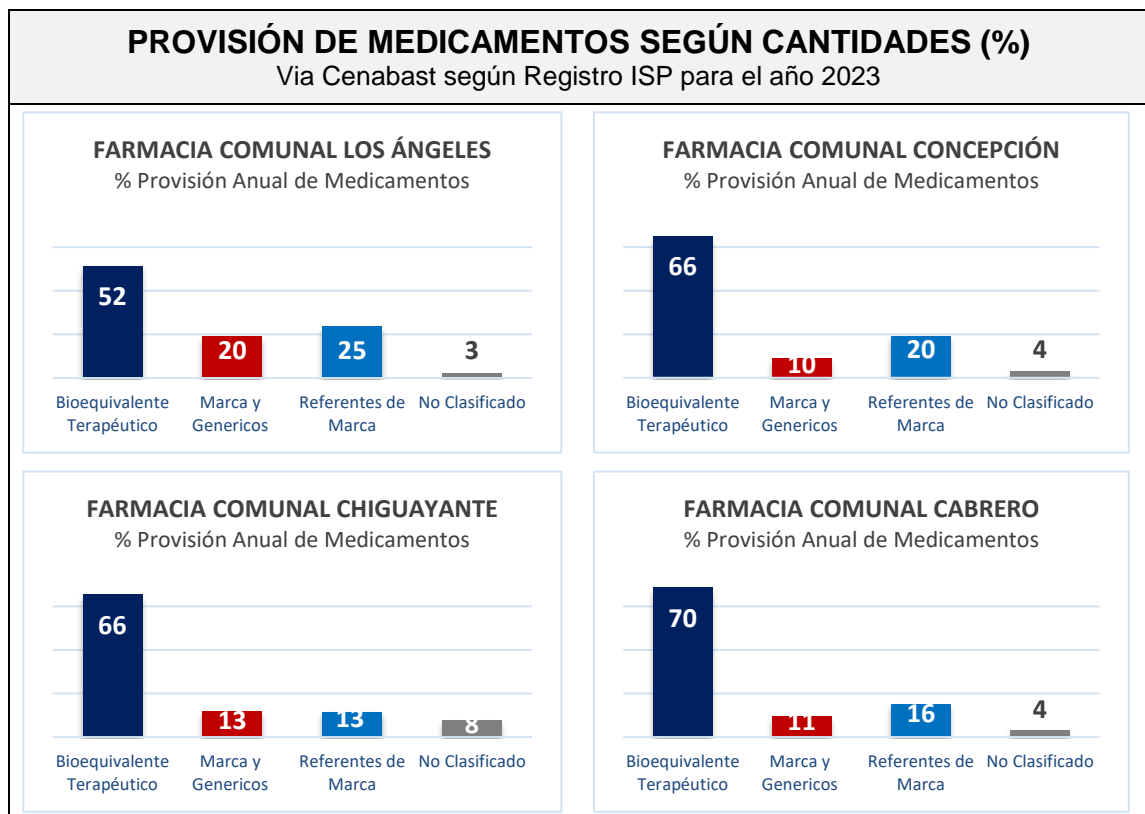 PROVISIÓN DE MEDICAMENTOS SEGÚN CANTIDADES (%)
Via Cenabast según Registro ISP para el año 2023
FARMACIA COMUNAL LOS ÁNGELES
% Provisión Anual de Medicamentos
52
20
25
3
Bioequivalente Terapéutico
Marca y Genericos
Referentes de Marca
No Clasificado
FARMACIA COMUNAL CONCEPCIÓN
% Provisión Anual de Medicamentos
66
10
20
4
Bioequivalente Terapéutico
Marca y Genericos
Referentes de Marca
No Clasificado
FARMACIA COMUNAL CHIGUAYANTE
% Provisión Anual de Medicamentos
66
13
13
8
Bioequivalente Terapéutico
Marca y Genericos
Referentes de Marca
No Clasificado
FARMACIA COMUNAL CABRERO
% Provisión Anual de Medicamentos
70
11
16
4
Bioequivalente Terapéutico
Marca y Genericos
Referentes de Marca
No Clasificado